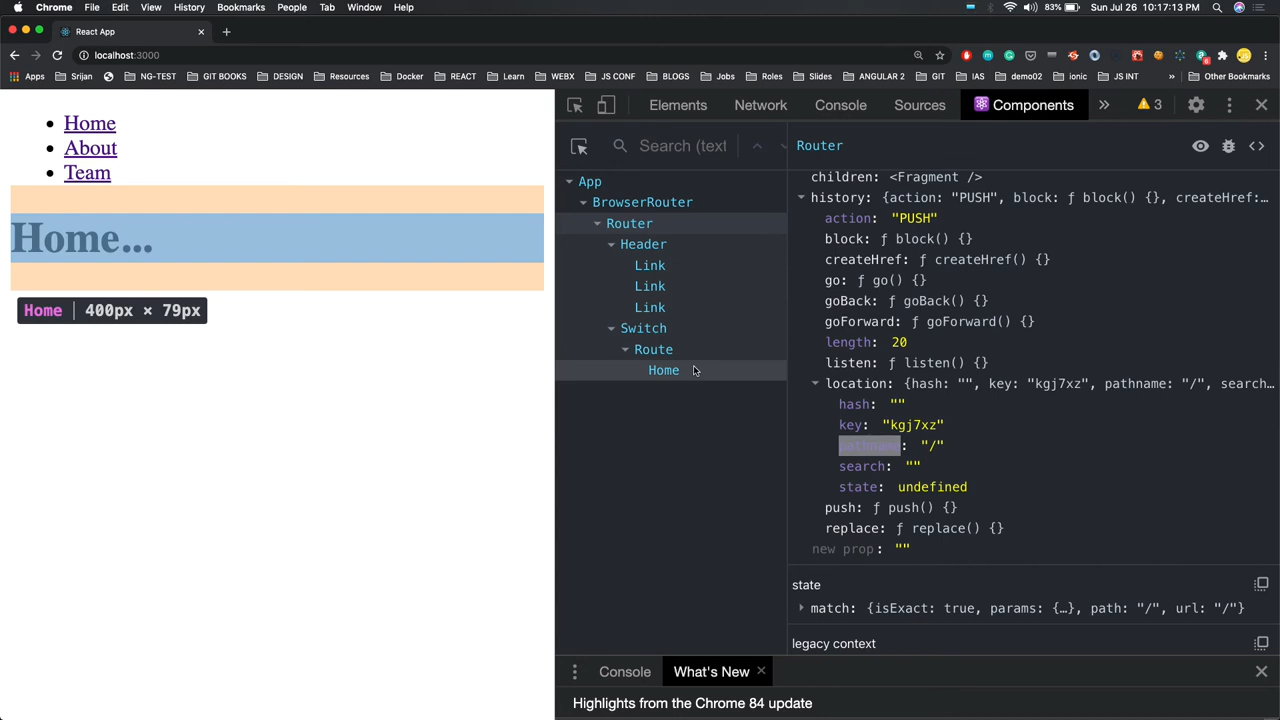 Chrome File Edit View History Bookmarks People Tab Window Help 83% Sun Jul 26 10:17:13 PM
React App
localhost:3000
Apps Srijan NG-TEST GIT BOOKS DESIGN Resources Docker REACT Learn WEBX JS CONF BLOGS Jobs Roles Slides ANGULAR 2 GIT IAS demo02 ionic JS INT » Other Bookmarks
Home
About
Team
Home...
Home | 400px × 79px
Elements Network Console Sources Components » 3
Search (text
App
BrowserRouter
Router
Header
Link
Link
Link
Switch
Route
Home
Router
children: <Fragment />
history: {action: "PUSH", block: ƒ block() {}, createHref:…
action: "PUSH"
block: ƒ block() {}
createHref: ƒ createHref() {}
go: ƒ go() {}
goBack: ƒ goBack() {}
goForward: ƒ goForward() {}
length: 20
listen: ƒ listen() {}
location: {hash: "", key: "kgj7xz", pathname: "/", search…
hash: ""
key: "kgj7xz"
pathname: "/"
search: ""
state: undefined
push: ƒ push() {}
replace: ƒ replace() {}
new prop: ""
state
match: {isExact: true, params: {…}, path: "/", url: "/"}
legacy context
Console What's New
Highlights from the Chrome 84 update